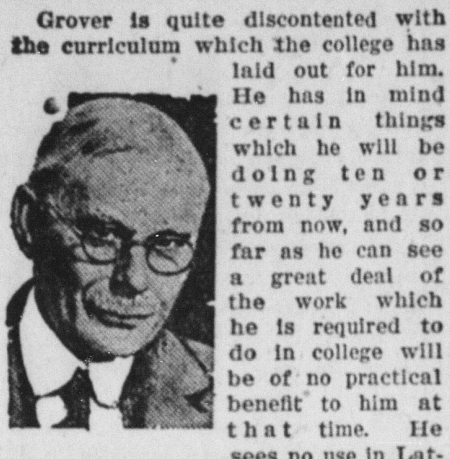 Grover is quite discontented with
the curriculum which the college has
laid out for him.
He has in mind
certain things
which he will be
doing ten or
twenty years
from now, and so
far as he can see
a great deal of
the work which
he is required to
do in college will
be of no practical
benefit to him at
that time. He
sees no use in Lat-